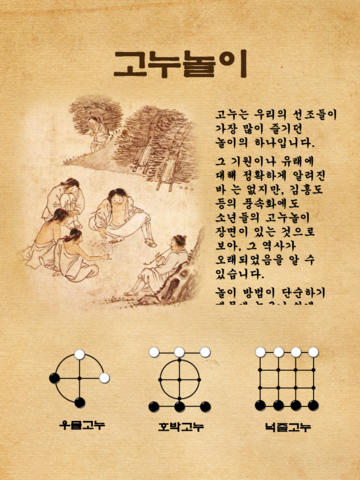 고누놀이
고누는 우리의 선조들이
가장 많이 즐기던
놀이의 하나입니다.
그 기원이나 유래에
대해 정확하게 알려진
바 는 없지만, 김홍도
등의 풍속화에도
소년들의 고누놀이
장면이 있는 것으로
보아, 그 역사가
오래되었음을 알 수
있습니다.
놀이 방법이 단순하기
우물고누
호박고누
넉줄고누